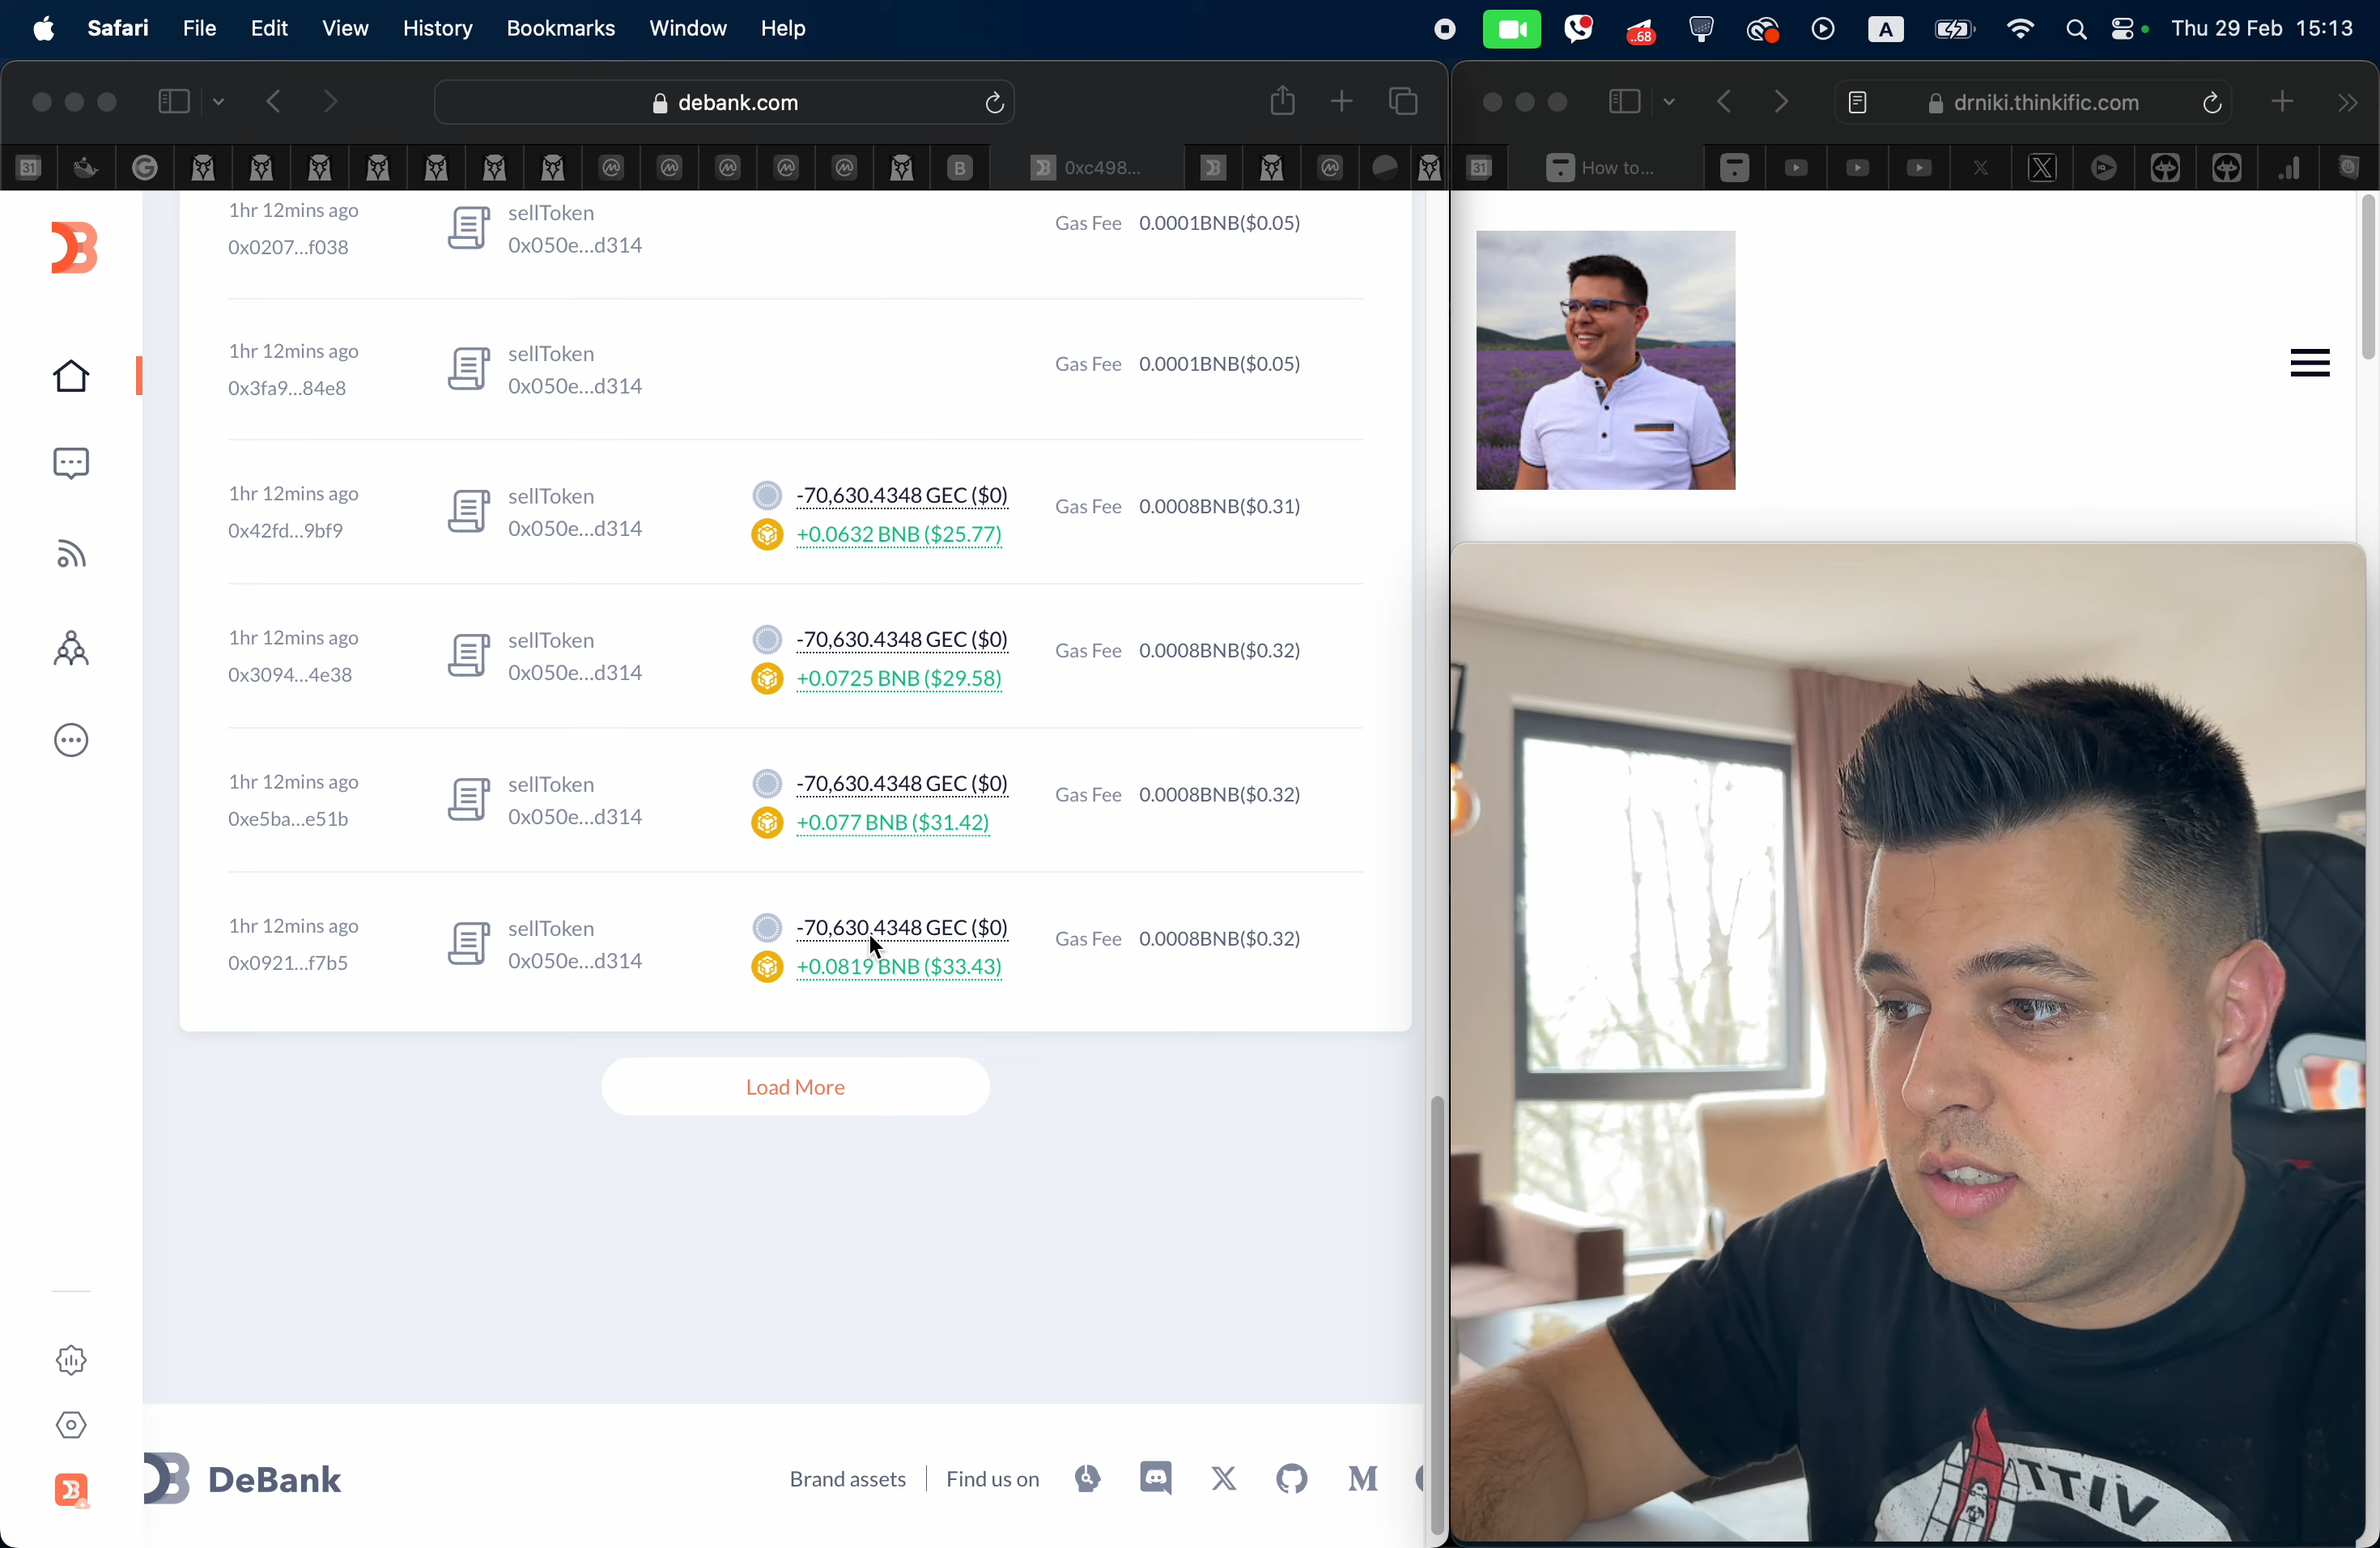 Safari File Edit View History Bookmarks Window Help
..68
A
Thu 29 Feb 15:13
debank.com
drniki.thinkific.com
31
G
B
0xc498...
31
How to...
1hr 12mins ago
0x0207...f038
sellToken
0x050e...d314
Gas Fee 0.0001BNB($0.05)
1hr 12mins ago
0x3fa9...84e8
sellToken
0x050e...d314
Gas Fee 0.0001BNB($0.05)
1hr 12mins ago
0x42fd...9bf9
sellToken
0x050e...d314
-70,630.4348 GEC ($0)
+0.0632 BNB ($25.77)
Gas Fee 0.0008BNB($0.31)
1hr 12mins ago
0x3094...4e38
sellToken
0x050e...d314
-70,630.4348 GEC ($0)
+0.0725 BNB ($29.58)
Gas Fee 0.0008BNB($0.32)
1hr 12mins ago
0xe5ba...e51b
sellToken
0x050e...d314
-70,630.4348 GEC ($0)
+0.077 BNB ($31.42)
Gas Fee 0.0008BNB($0.32)
1hr 12mins ago
0x0921...f7b5
sellToken
0x050e...d314
-70,630.4348 GEC ($0)
+0.0819 BNB ($33.43)
Gas Fee 0.0008BNB($0.32)
Load More
DeBank
Brand assets
Find us on